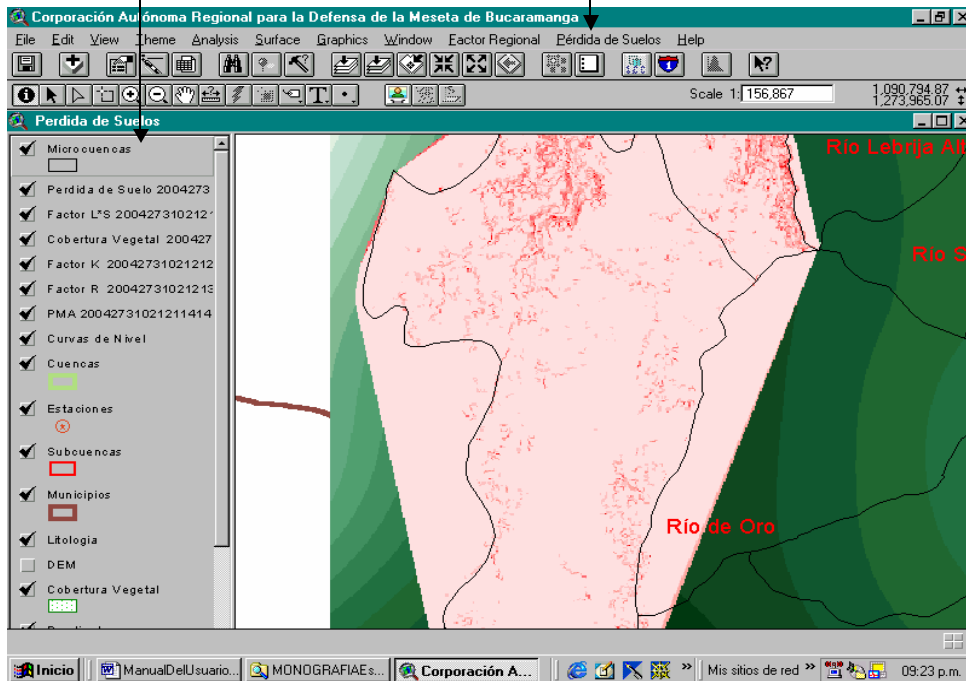 Corporación Autónoma Regional para la Defensa de la Meseta de Bucaramanga
File Edit View Theme Analysis Surface Graphics Window Factor Regional Pérdida de Suelos Help
Scale 1: 156,867
1,090,794.87
1,273,965.07
Perdida de Suelos
Microcuencas
Perdida de Suelo 2004273
Factor L*S 2004273102121
Cobertura Vegetal 200427
Factor K 20042731021212
Factor R 20042731021213
PMA 20042731021211414
Curvas de Nivel
Cuencas
Estaciones
Subcuencas
Municipios
Litologia
DEM
Cobertura Vegetal
Río Lebrija Alt
Río S
Río de Oro
Inicio
ManualDelUsuario...
MONOGRAFIAEs...
Corporación A...
Mis sitios de red
09:23 p.m.